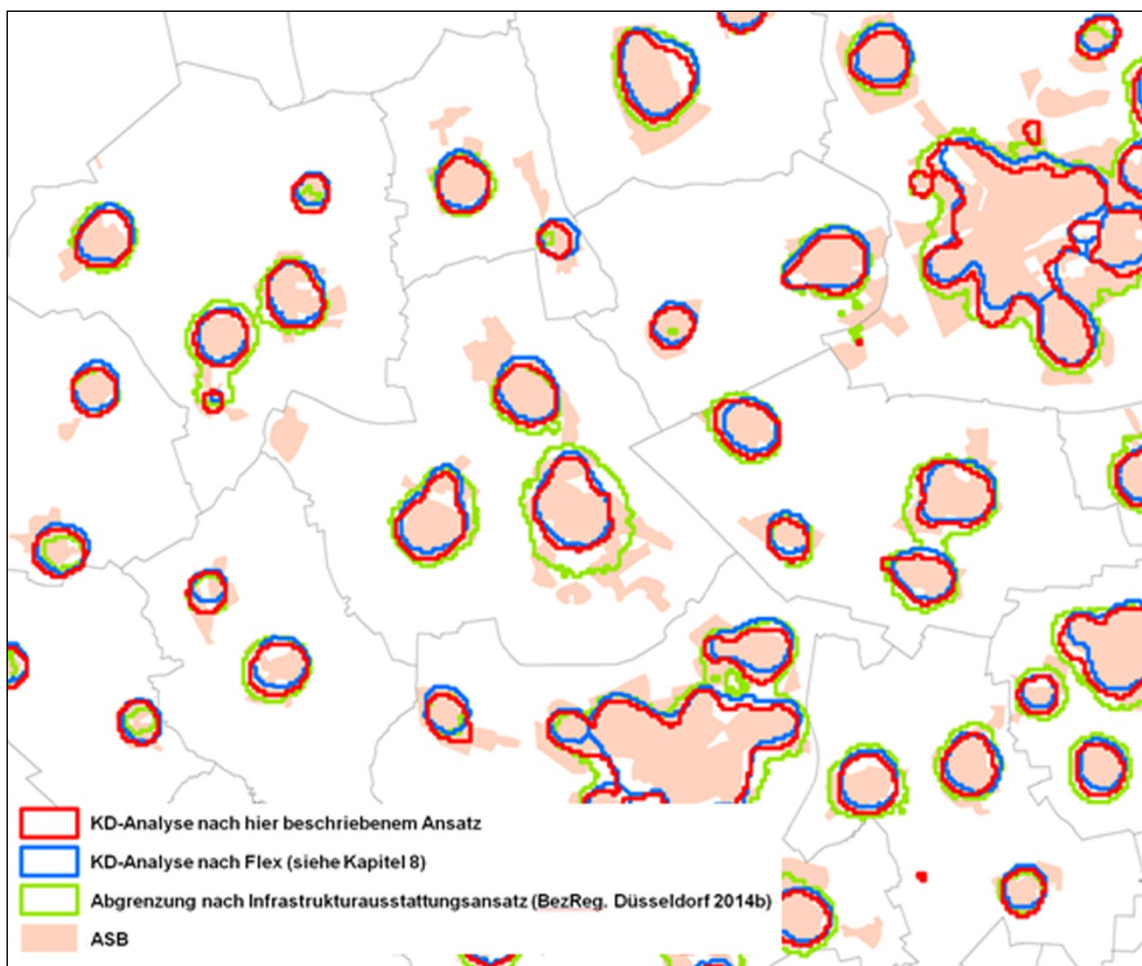 KD-Analyse nach hier beschriebenem Ansatz
KD-Analyse nach Flex (siehe Kapitel 8)
Abgrenzung nach Infrastrukturausstattungsansatz (BezReg. Düsseldorf 2014b)
ASB